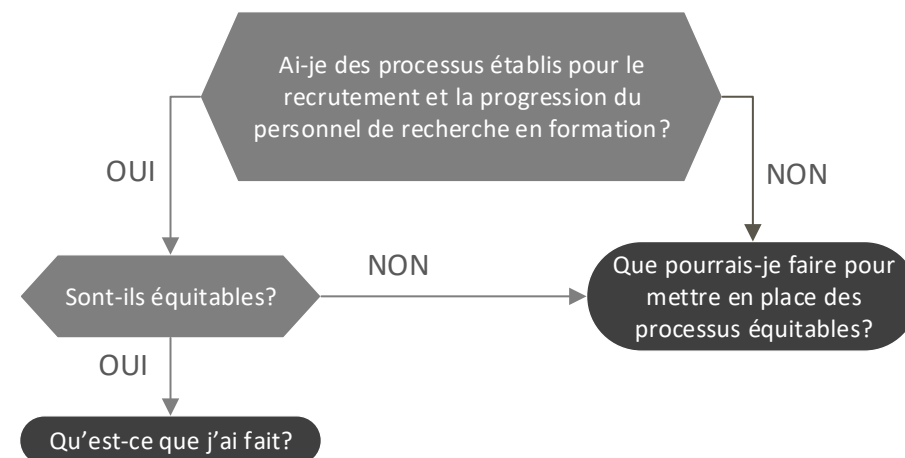 Ai-je des processus établis pour le
recrutement et la progression du
personnel de recherche en formation?
OUI
NON
Sont-ils équitables?
NON
Que pourrais-je faire pour
mettre en place des
processus équitables?
OUI
Qu’est-ce que j’ai fait?